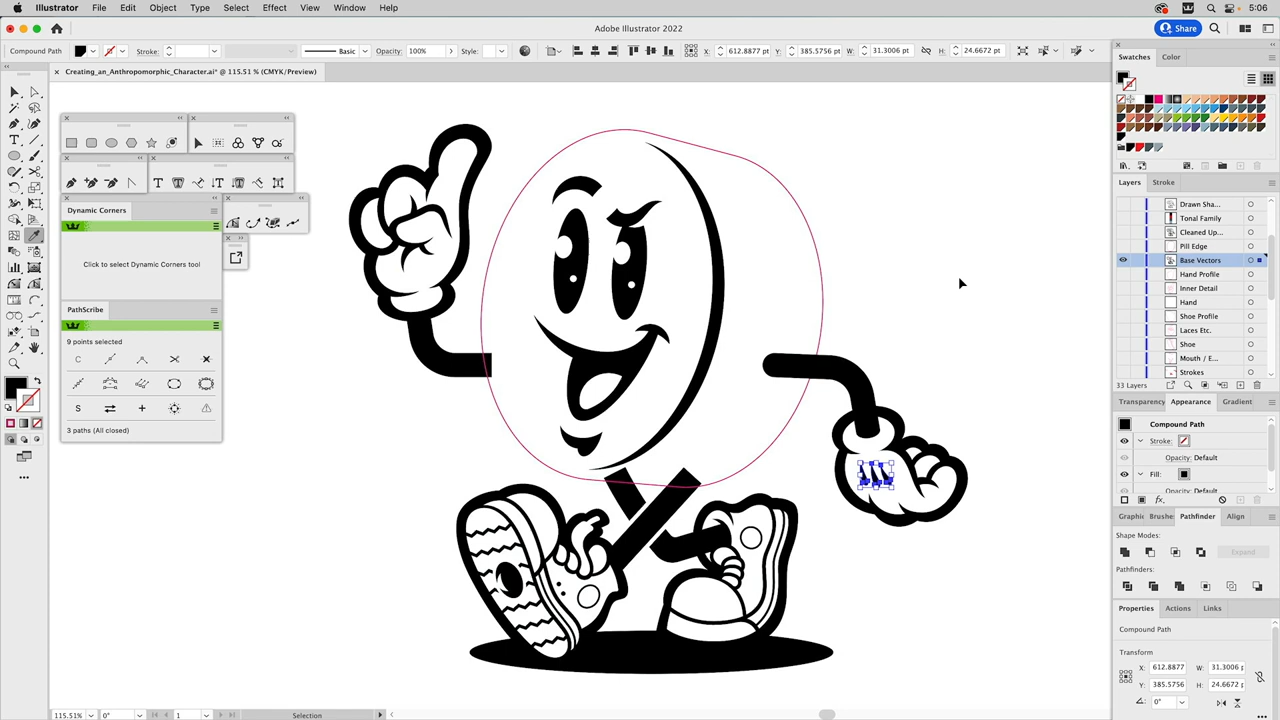 Illustrator File Edit Object Type Select Effect View Window Help 5:06
Adobe Illustrator 2022
Share
Compound Path Stroke: Basic Opacity: 100% Style: X: 612.8877 pt Y: 385.5756 pt W: 31.3006 pt H: 24.6672 pt
× Creating_an_Anthropomorphic_Character.ai* @ 115.51 % (CMYK/Preview)
Dynamic Corners
Click to select Dynamic Corners tool
PathScribe
9 points selected
3 paths (All closed)
Swatches Color
Layers Stroke
Drawn Sha...
Tonal Family
Cleaned Up...
Pill Edge
Base Vectors
Hand Profile
Inner Detail
Hand
Shoe Profile
Laces Etc.
Shoe
Mouth / E...
Strokes
33 Layers
Transparency Appearance Gradient
Compound Path
Stroke:
Opacity: Default
Fill:
Opacity: Default
Graphic Brushes Pathfinder Align
Shape Modes:
Expand
Pathfinders:
Properties Actions Links
Compound Path
Transform
X: 612.8877 W: 31.3006 p
Y: 385.5756 H: 24.6672 p
0°
115.51% 0° 1 Selection